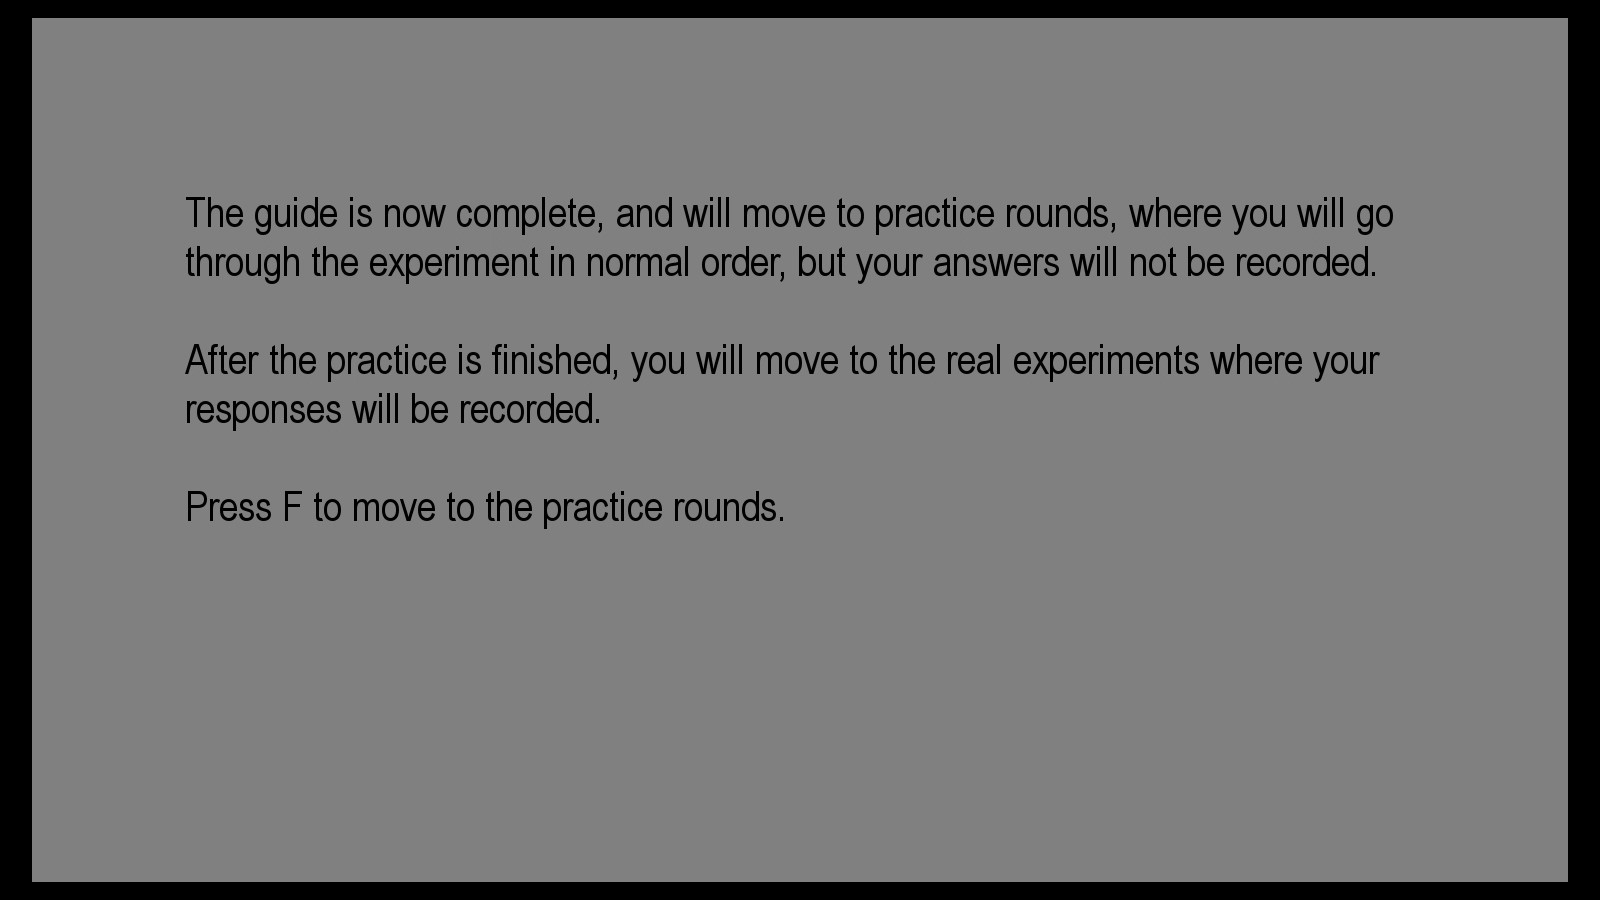 The guide is now complete, and will move to practice rounds, where you will go
through the experiment in normal order, but your answers will not be recorded.
After the practice is finished, you will move to the real experiments where your
responses will be recorded.
Press F to move to the practice rounds.